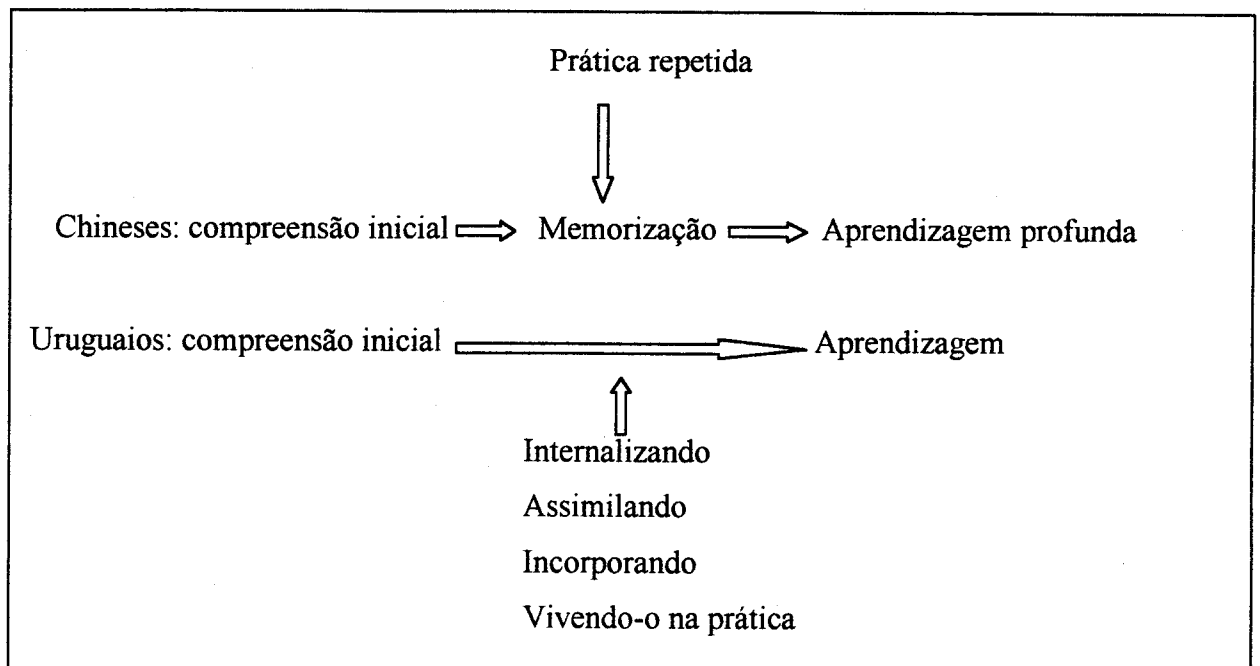 Prática repetida
Chineses: compreensão inicial Memorização Aprendizagem profunda
Uruguaios: compreensão inicial Aprendizagem
Internalizando
Assimilando
Incorporando
Vivendo-o na prática